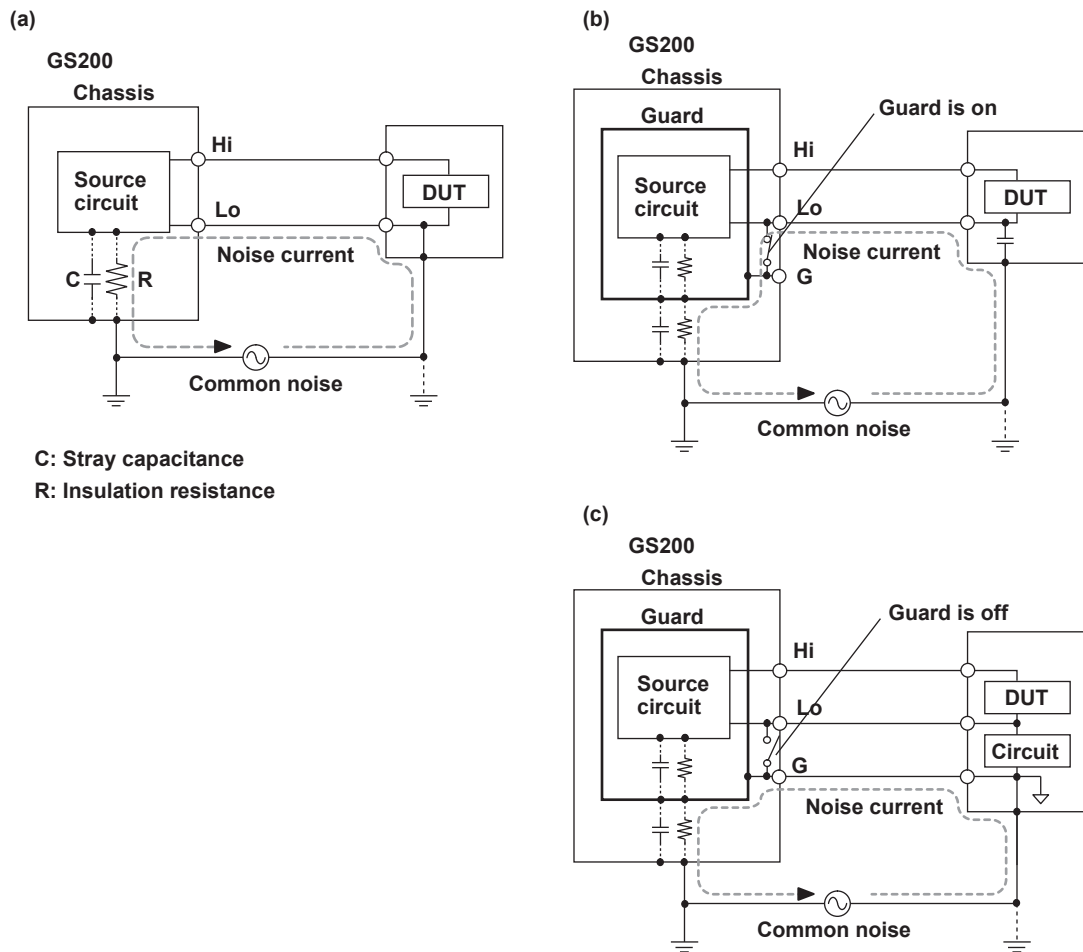 (a)
GS200
Chassis
Hi
Source
circuit
DUT
Lo
Noise current
C
R
Common noise
C: Stray capacitance
R: Insulation resistance
(b)
GS200
Chassis
Guard is on
Guard
Hi
Source
circuit
DUT
Lo
Noise current
G
Common noise
(c)
GS200
Chassis
Guard is off
Guard
Hi
Source
circuit
DUT
Lo
Circuit
G
Noise current
Common noise